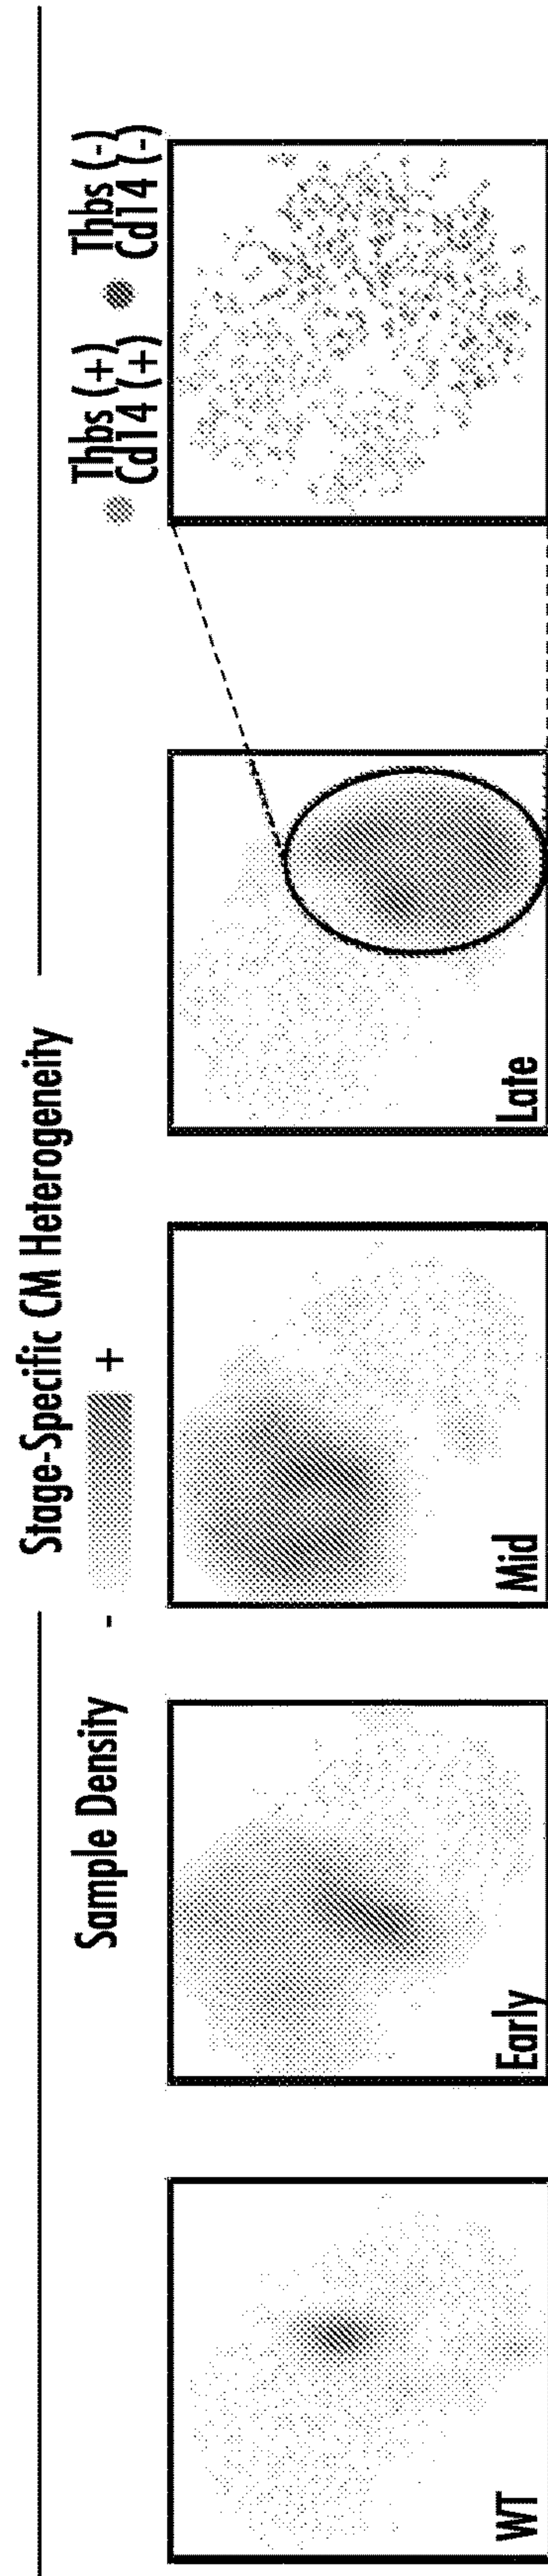 Stage-Specific CM Heterogeneity
Sample Density - +
Thbs (+) Thbs (-)
Cd14 (+) Cd14 (-)
WT
Early
Mid
Late